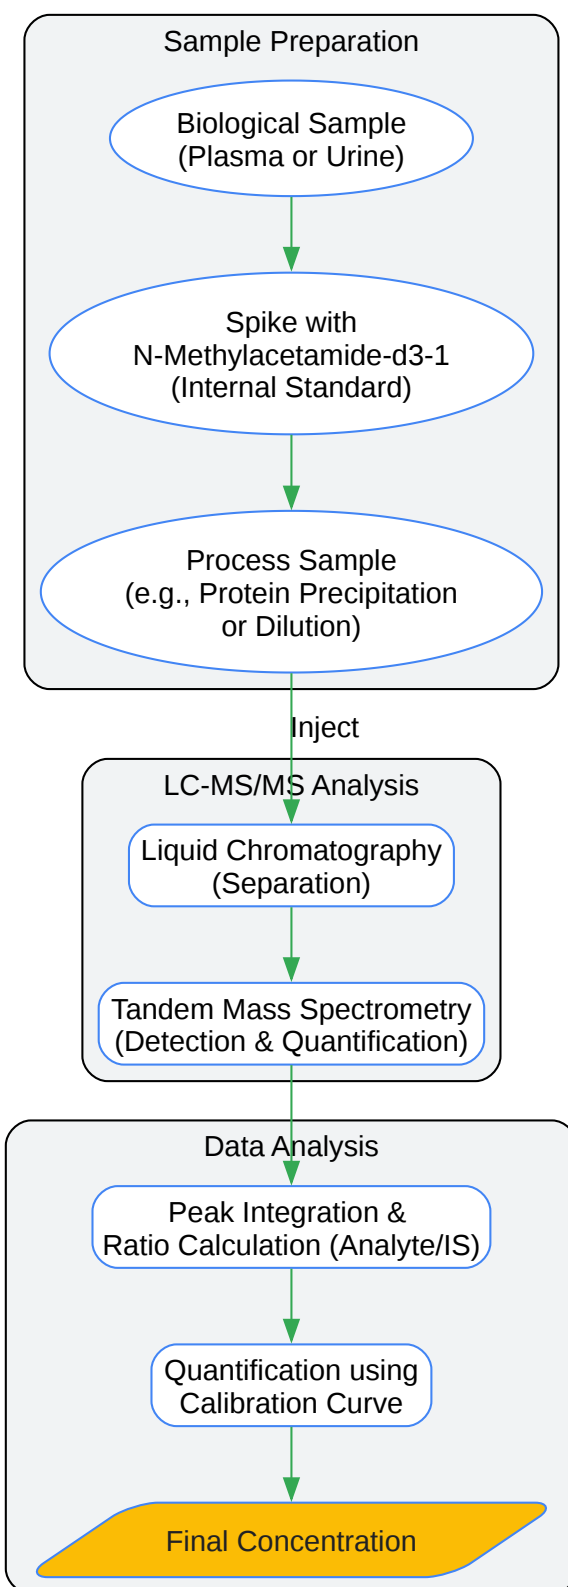 Sample Preparation
Biological Sample
(Plasma or Urine)
Spike with
N-Methylacetamide-d3-1
(Internal Standard)
Process Sample
(e.g., Protein Precipitation
or Dilution)
Inject
LC-MS/MS Analysis
Liquid Chromatography
(Separation)
Tandem Mass Spectrometry
(Detection & Quantification)
Data Analysis
Peak Integration &
Ratio Calculation (Analyte/IS)
Quantification using
Calibration Curve
Final Concentration